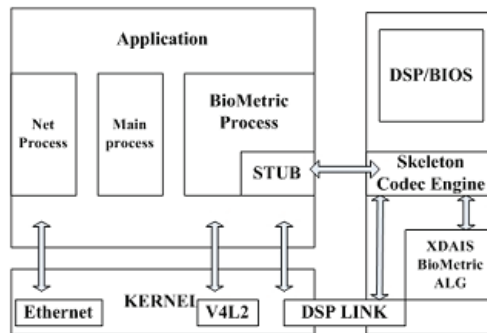 Application
Net
Process
Main
process
BioMetric
Process
STUB
DSP/BIOS
Skeleton
Codec Engine
XDAIS
BioMetric
ALG
KERNEL
Ethernet
V4L2
DSP LINK